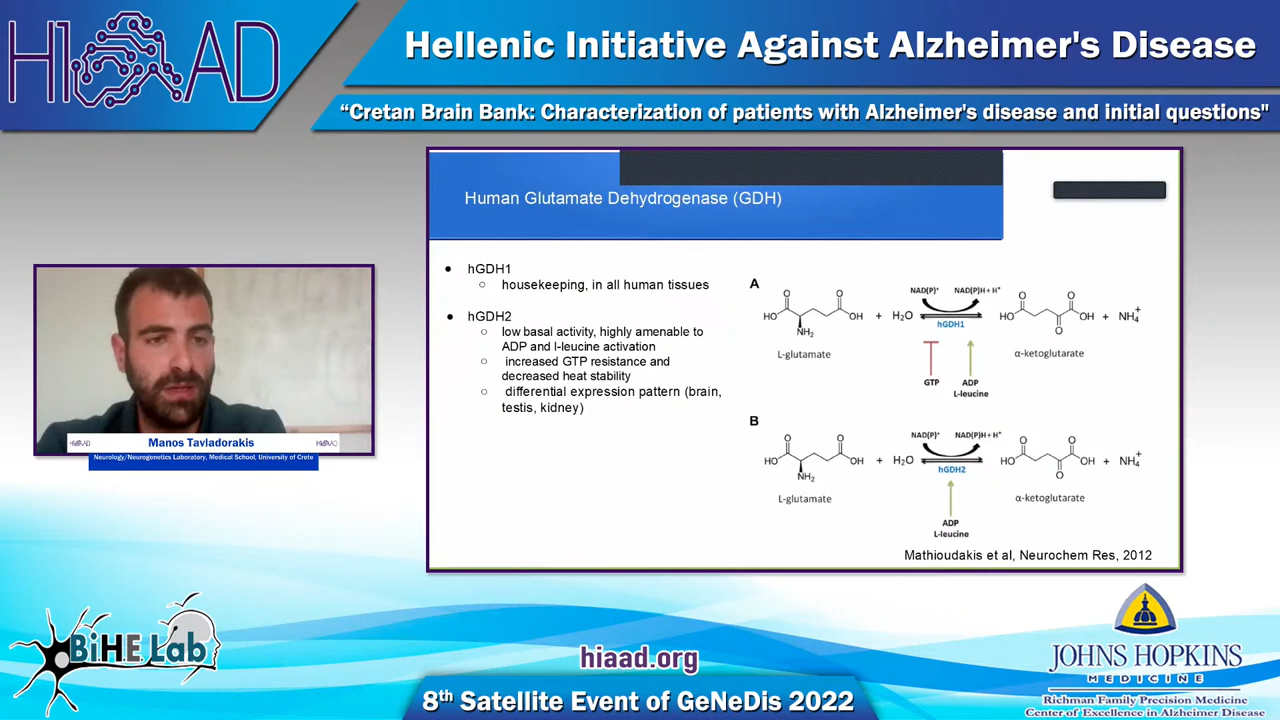 HIAAD
Hellenic Initiative Against Alzheimer's Disease
“Cretan Brain Bank: Characterization of patients with Alzheimer's disease and initial questions"
Human Glutamate Dehydrogenase (GDH)
● hGDH1
○ housekeeping, in all human tissues
● hGDH2
○ low basal activity, highly amenable to
ADP and l-leucine activation
○ increased GTP resistance and
decreased heat stability
○ differential expression pattern (brain,
testis, kidney)
A
NAD(P)⁺ NAD(P)H + H⁺
O O O O
HO OH + H₂O hGDH1 HO OH + NH₄⁺
NH₂ O
L-glutamate α-ketoglutarate
GTP ADP
L-leucine
B
NAD(P)⁺ NAD(P)H + H⁺
O O O O
HO OH + H₂O hGDH2 HO OH + NH₄⁺
NH₂ O
L-glutamate α-ketoglutarate
ADP
L-leucine
Mathioudakis et al, Neurochem Res, 2012
HIAAD Manos Tavladorakis HIAAD
Neurology/Neurogenetics Laboratory, Medical School, University of Crete
BiHE Lab
hiaad.org
8th Satellite Event of GeNeDis 2022
JOHNS HOPKINS
MEDICINE
Richman Family Precision Medicine
Center of Excellence in Alzheimer Disease